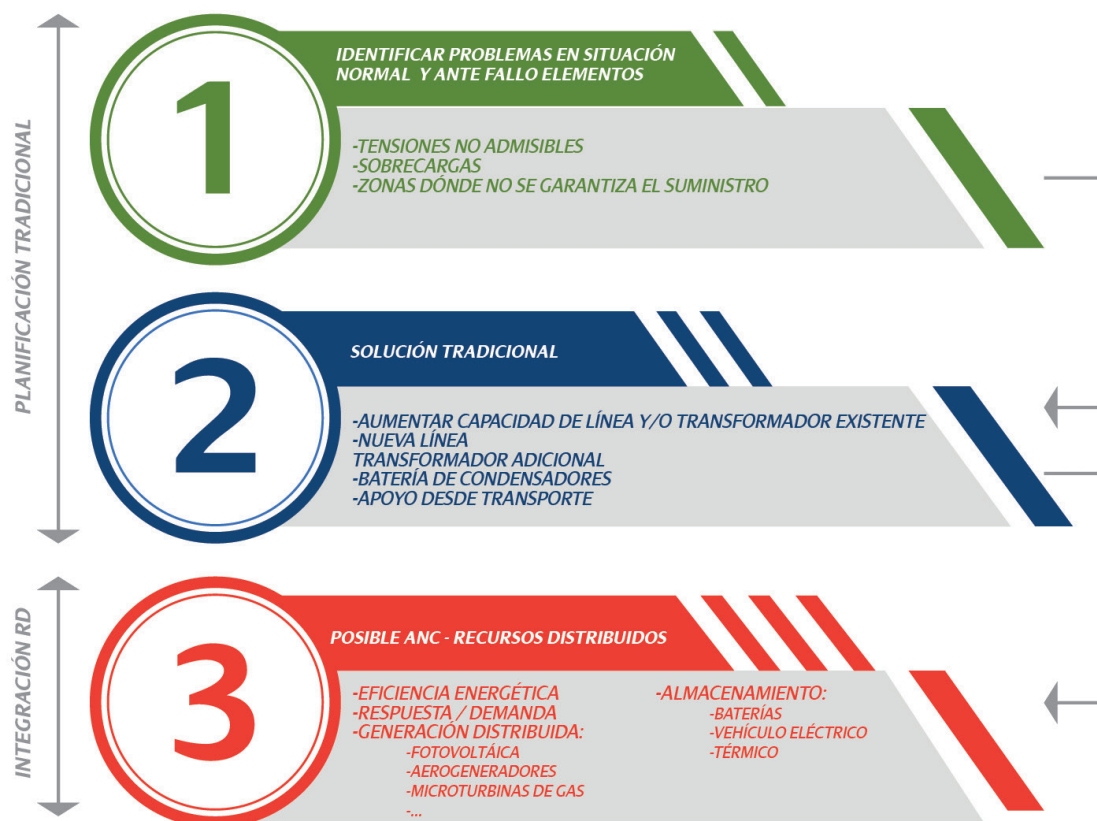 PLANIFICACIÓN TRADICIONAL
1
IDENTIFICAR PROBLEMAS EN SITUACIÓN
NORMAL Y ANTE FALLO ELEMENTOS
-TENSIONES NO ADMISIBLES
-SOBRECARGAS
-ZONAS DÓNDE NO SE GARANTIZA EL SUMINISTRO
2
SOLUCIÓN TRADICIONAL
-AUMENTAR CAPACIDAD DE LÍNEA Y/O TRANSFORMADOR EXISTENTE
-NUEVA LÍNEA
TRANSFORMADOR ADICIONAL
-BATERÍA DE CONDENSADORES
-APOYO DESDE TRANSPORTE
INTEGRACIÓN RD
3
POSIBLE ANC - RECURSOS DISTRIBUIDOS
-EFICIENCIA ENERGÉTICA
-RESPUESTA / DEMANDA
-GENERACIÓN DISTRIBUIDA:
-FOTOVOLTÁICA
-AEROGENERADORES
-MICROTURBINAS DE GAS
-...
-ALMACENAMIENTO:
-BATERÍAS
-VEHÍCULO ELÉCTRICO
-TÉRMICO